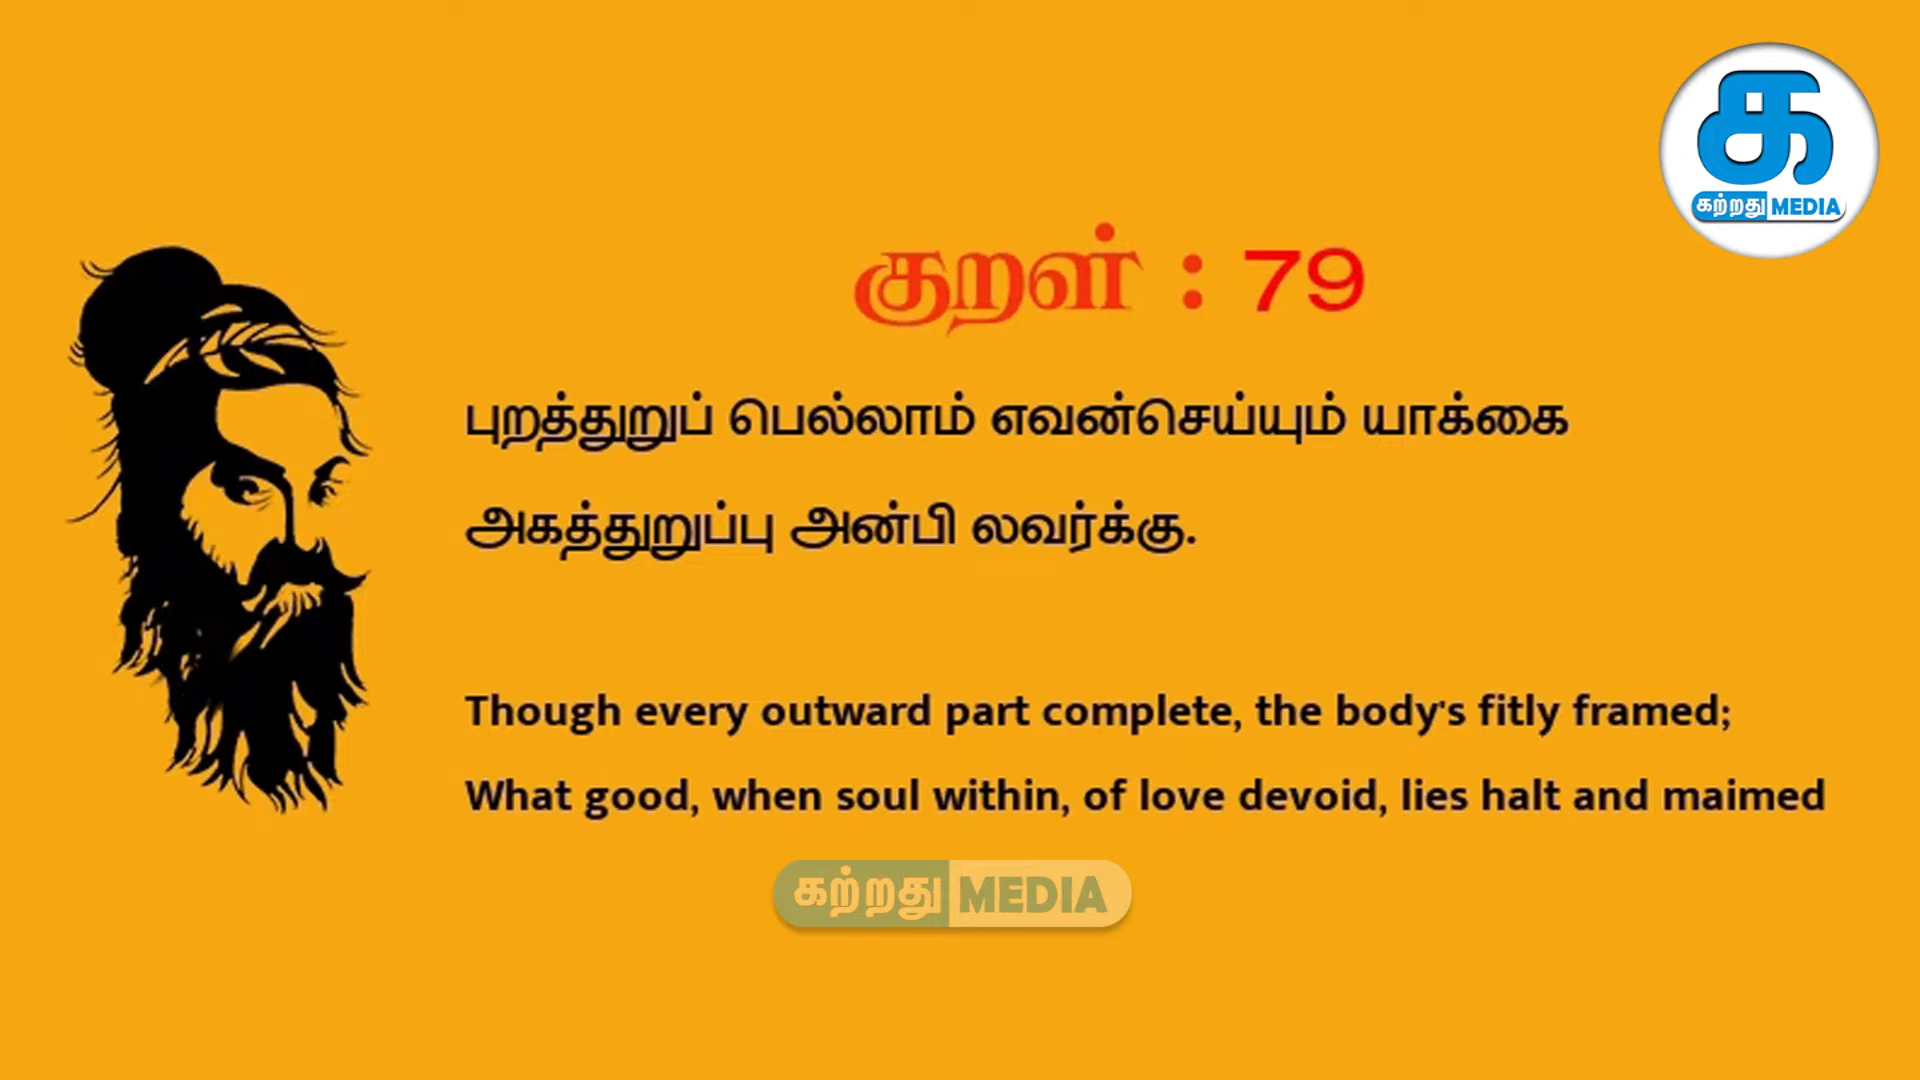 க
கற்றது MEDIA
குறள் : 79
புறத்துறுப் பெல்லாம் எவன்செய்யும் யாக்கை
அகத்துறுப்பு அன்பி லவர்க்கு.
Though every outward part complete, the body's fitly framed;
What good, when soul within, of love devoid, lies halt and maimed
கற்றது MEDIA